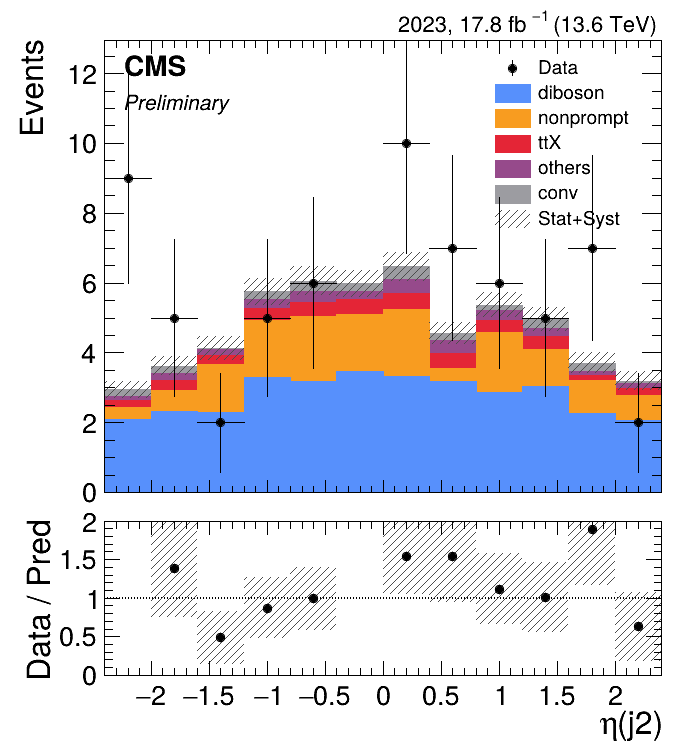 2023, 17.8 fb⁻¹ (13.6 TeV)
Events
CMS
Preliminary
Data
diboson
nonprompt
ttX
others
conv
Stat+Syst
12
10
8
6
4
2
0
Data / Pred
2
1.5
1
0.5
0
−2 −1.5 −1 −0.5 0 0.5 1 1.5 2
η(j2)